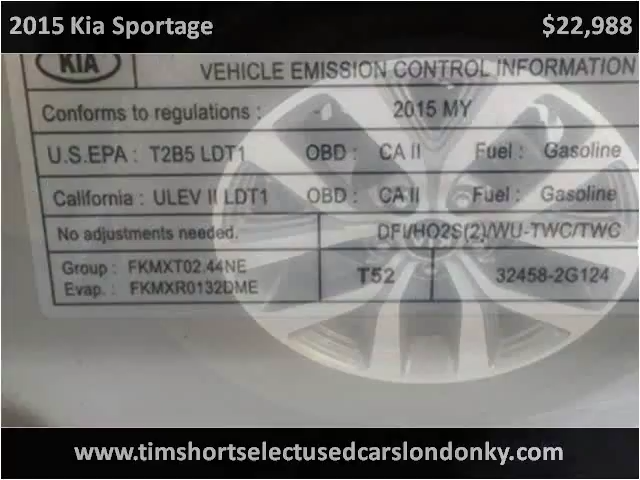 2015 Kia Sportage $22,988
KIA
VEHICLE EMISSION CONTROL INFORMATION
Conforms to regulations : 2015 MY
U.S.EPA : T2B5 LDT1 OBD : CA II Fuel : Gasoline
California : ULEV II LDT1 OBD : CA II Fuel : Gasoline
No adjustments needed. DFI/HO2S(2)/WU-TWC/TWC
Group : FKMXT02.44NE
Evap. : FKMXR0132DME
T52 32458-2G124
www.timshortselectusedcarslondonky.com